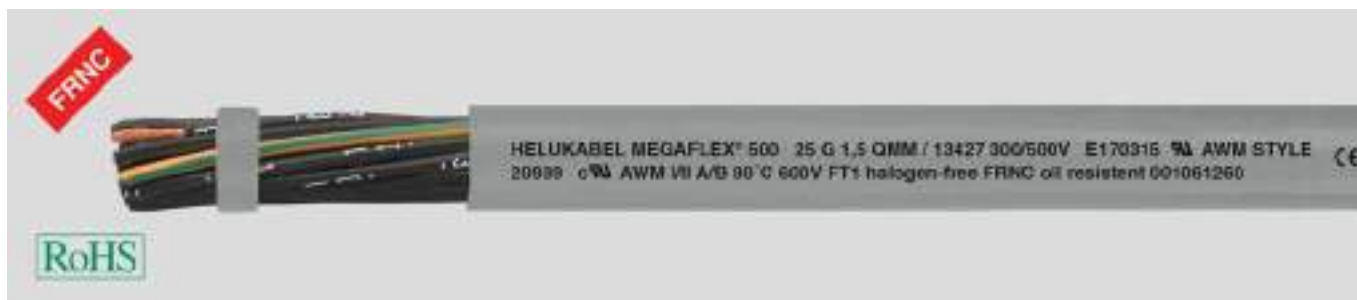 FRNC
HELUKABEL MEGAFLEX® 500 25 G 1,5 QMM / 13427 300/500V E170315 AWM STYLE
20939 AWM I/II A/B 90°C 600V FT1 halogen-free FRNC oil resistent 001061260
CE
RoHS